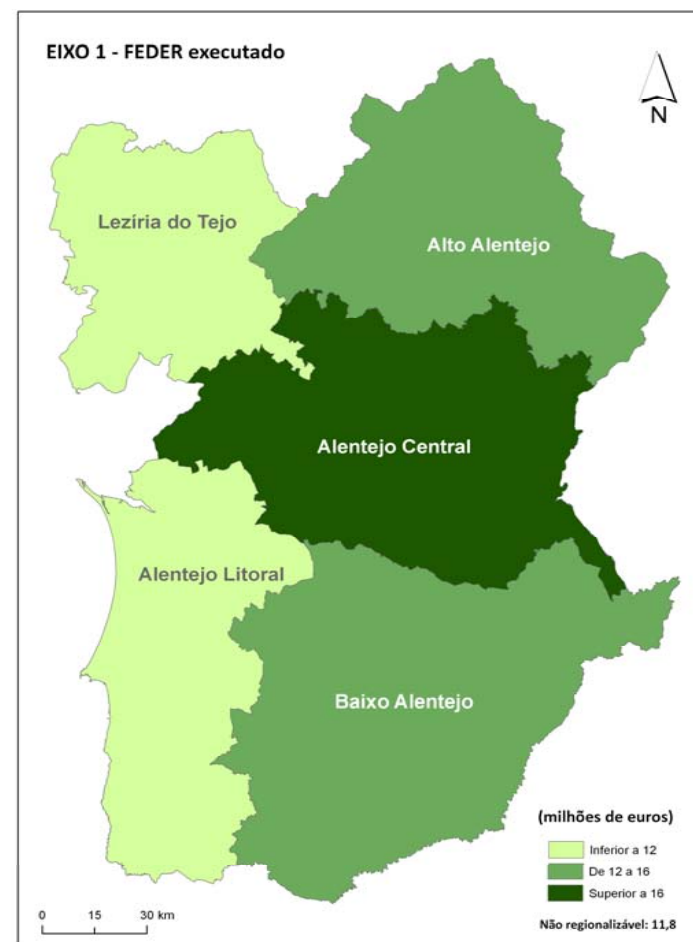 EIXO 1 - FEDER executado
N
Lezíria do Tejo
Alto Alentejo
Alentejo Central
Alentejo Litoral
Baixo Alentejo
(milhões de euros)
Inferior a 12
De 12 a 16
Superior a 16
Não regionalizável: 11,8
0 15 30 km